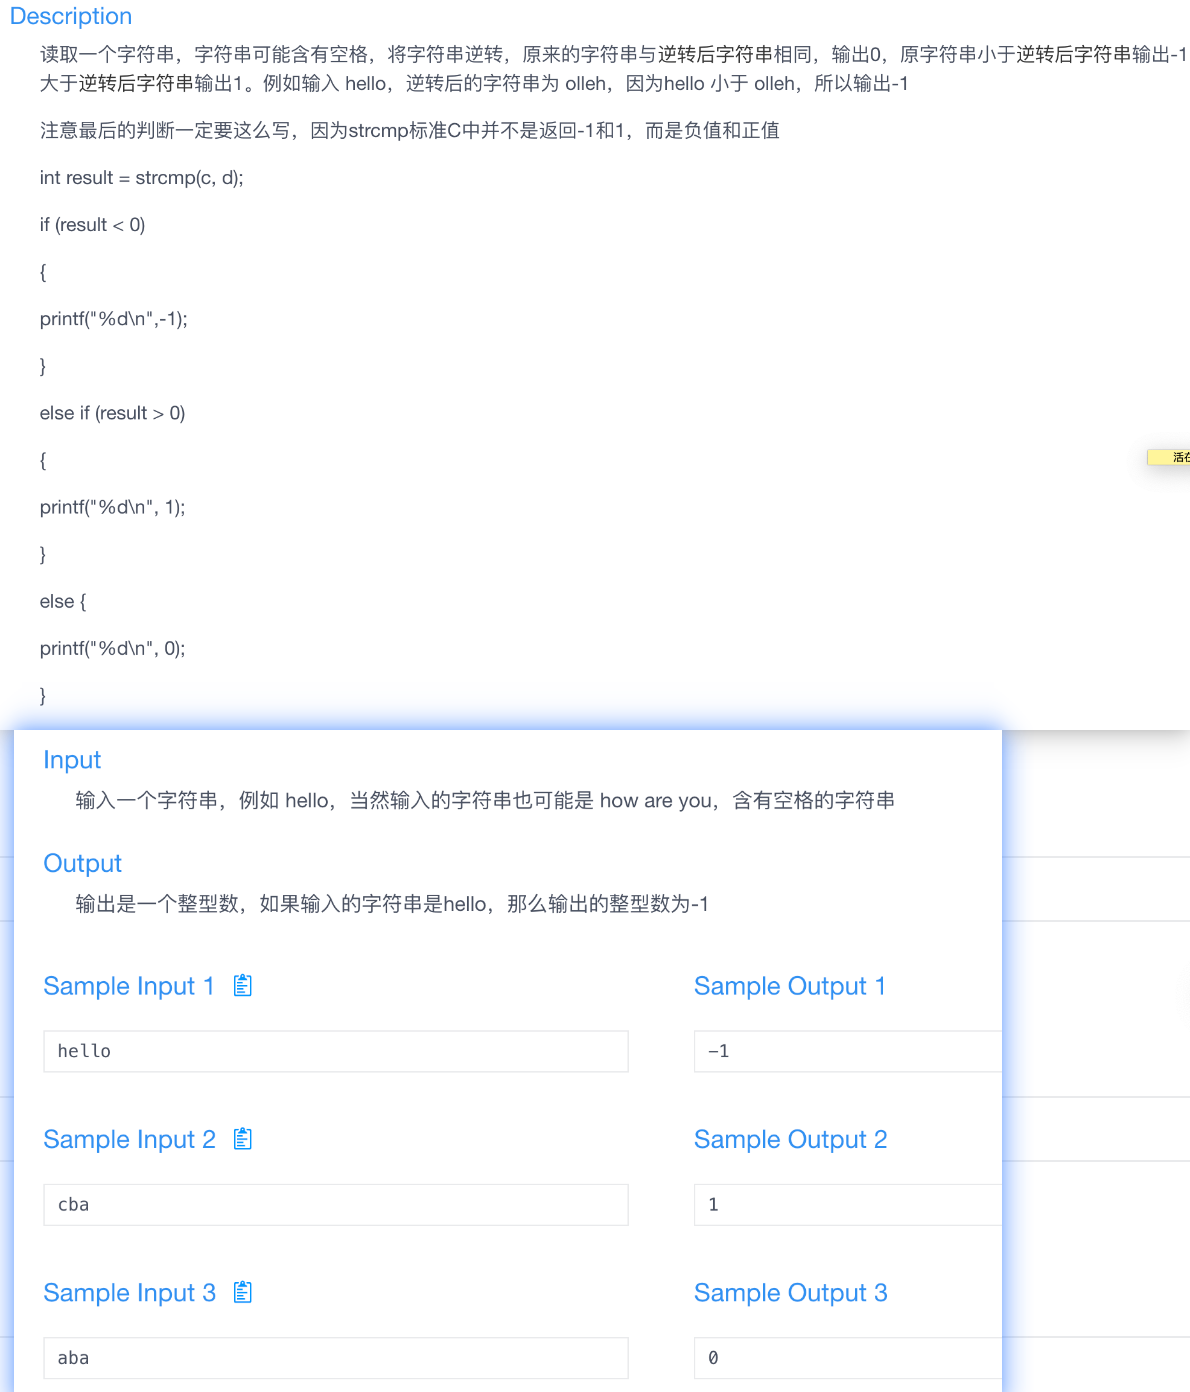 Description
读取一个字符串，字符串可能含有空格，将字符串逆转，原来的字符串与逆转后字符串相同，输出0，原字符串小于逆转后字符串输出-1
大于逆转后字符串输出1。例如输入 hello，逆转后的字符串为 olleh，因为hello 小于 olleh，所以输出-1
注意最后的判断一定要这么写，因为strcmp标准C中并不是返回-1和1，而是负值和正值
int result = strcmp(c, d);
if (result < 0)
{
printf("%d\n",-1);
}
else if (result > 0)
{
活在
printf("%d\n", 1);
}
else {
printf("%d\n", 0);
}
Input
输入一个字符串，例如 hello，当然输入的字符串也可能是 how are you，含有空格的字符串
Output
输出是一个整型数，如果输入的字符串是hello，那么输出的整型数为-1
Sample Input 1
Sample Output 1
hello
-1
Sample Input 2
Sample Output 2
cba
1
Sample Input 3
Sample Output 3
aba
0